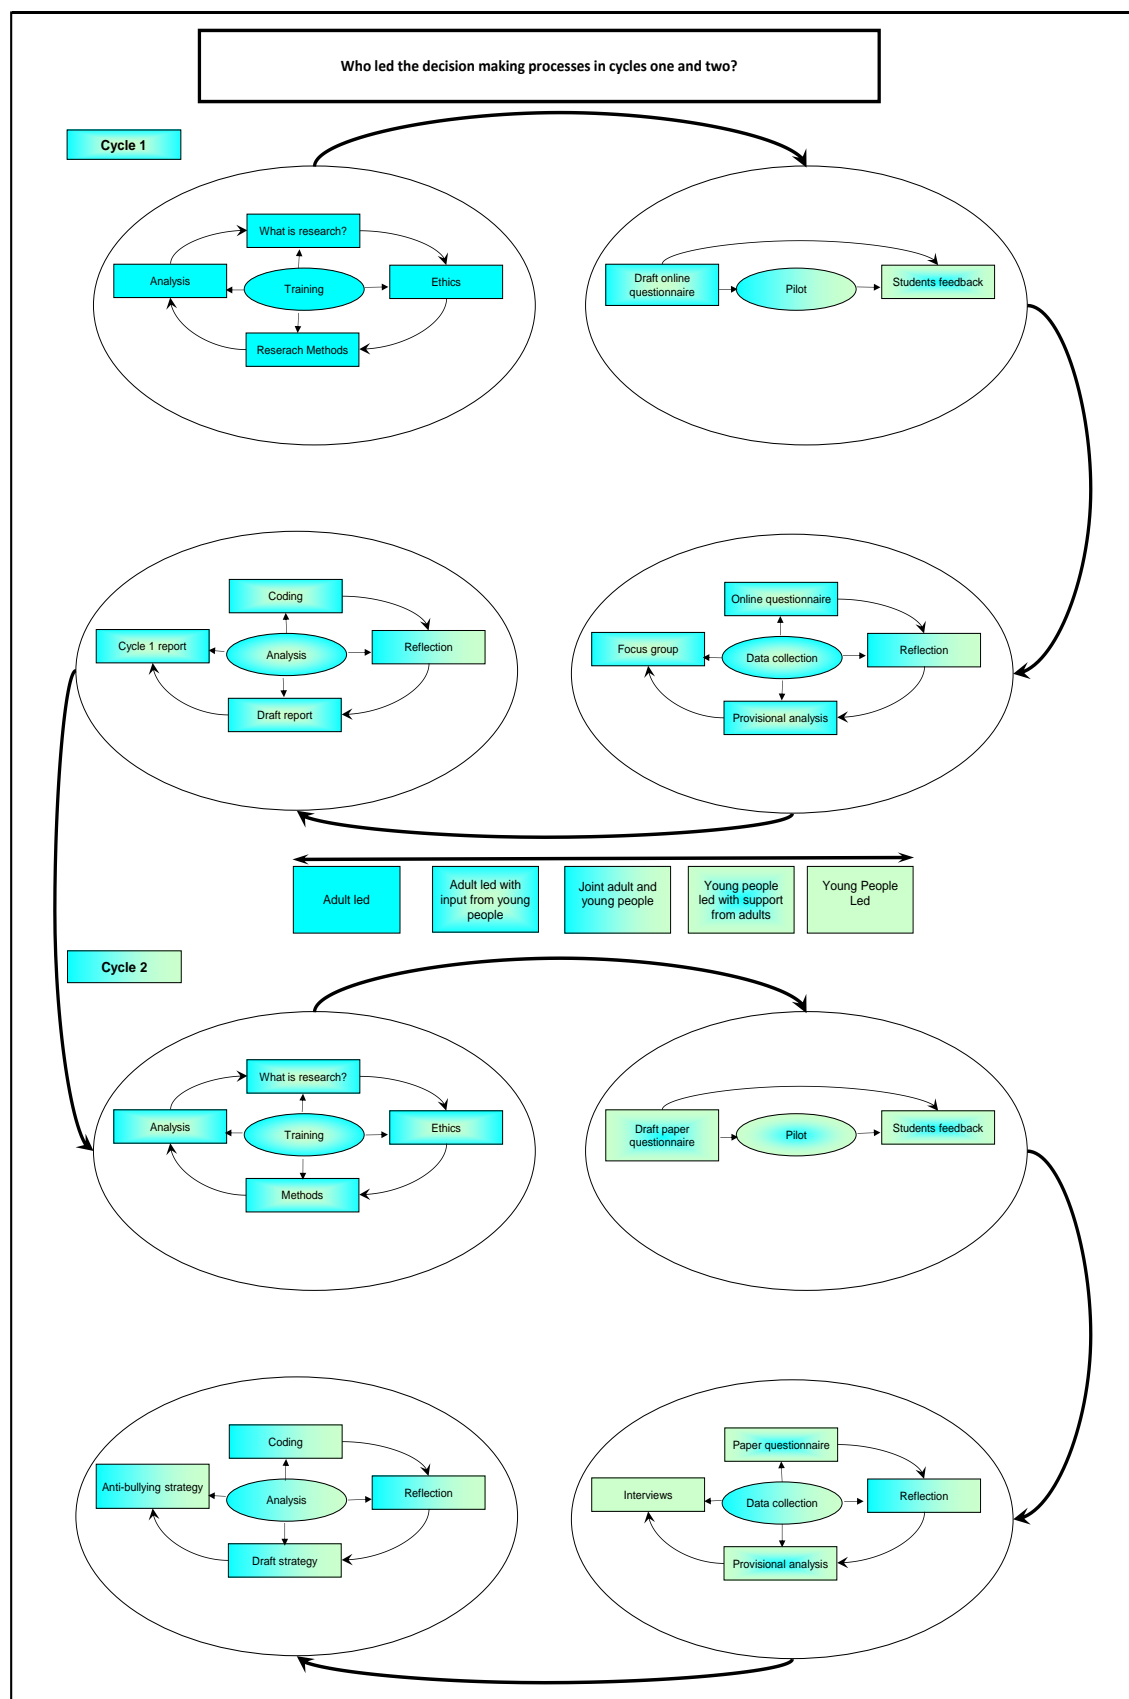 Who led the decision making processes in cycles one and two?
Cycle 1
What is research?
Analysis
Training
Ethics
Reserach Methods
Draft online
questionnaire
Pilot
Students feedback
Coding
Cycle 1 report
Analysis
Reflection
Draft report
Online questionnaire
Focus group
Data collection
Reflection
Provisional analysis
Adult led
Adult led with
input from young
people
Joint adult and
young people
Young people
led with support
from adults
Young People
Led
Cycle 2
What is research?
Analysis
Training
Ethics
Methods
Draft paper
questionnaire
Pilot
Students feedback
Coding
Anti-bullying strategy
Analysis
Reflection
Draft strategy
Paper questionnaire
Interviews
Data collection
Reflection
Provisional analysis